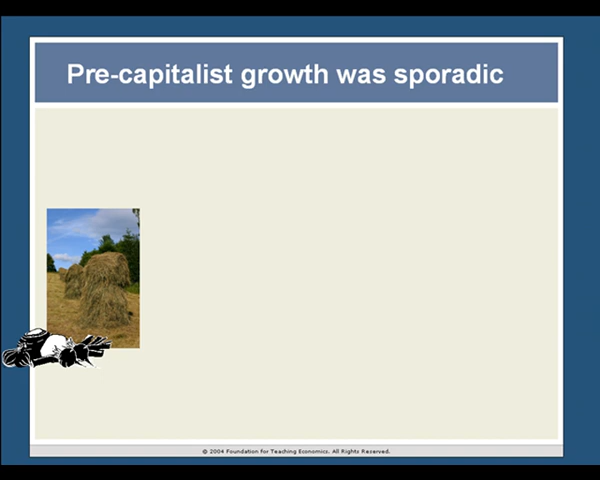 Pre-capitalist growth was sporadic
© 2004 Foundation for Teaching Economics. All Rights Reserved.